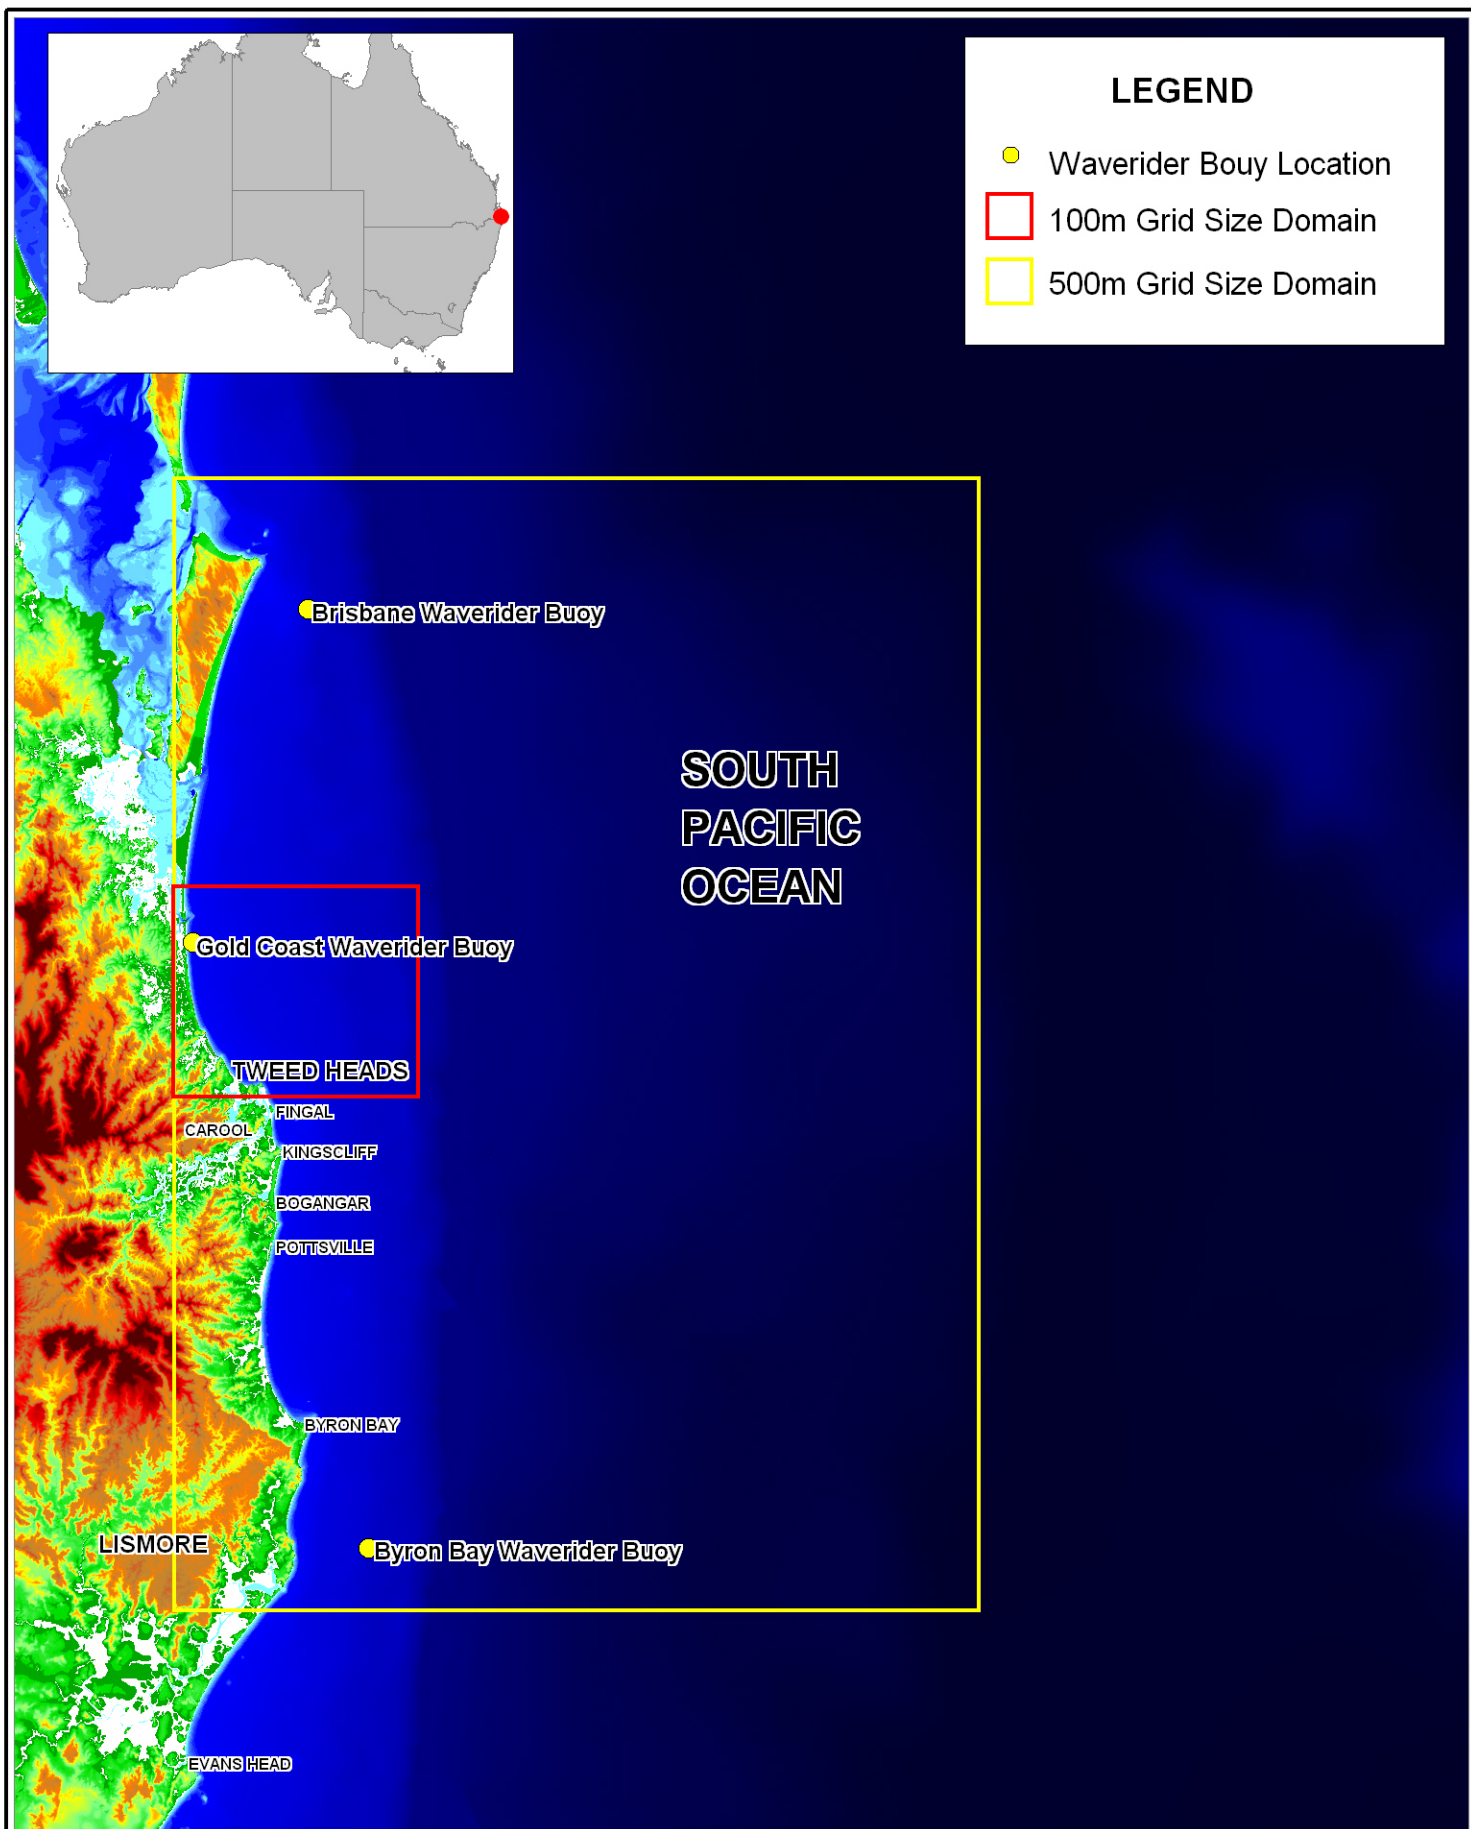 LEGEND
Waverider Bouy Location
100m Grid Size Domain
500m Grid Size Domain
Brisbane Waverider Buoy
SOUTH
PACIFIC
OCEAN
Gold Coast Waverider Buoy
TWEED HEADS
FINGAL
CAROOL
KINGSCLIFF
BOGANGAR
POTTSVILLE
BYRON BAY
LISMORE
Byron Bay Waverider Buoy
EVANS HEAD